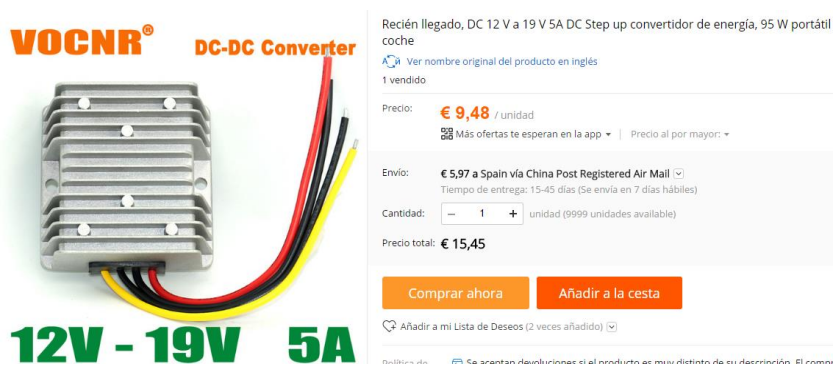 VOCNR®
DC-DC Converter
12V - 19V 5A
Recién llegado, DC 12 V a 19 V 5A DC Step up convertidor de energía, 95 W portátil
coche
Ver nombre original del producto en inglés
1 vendido
Precio: € 9,48 / unidad
Más ofertas te esperan en la app | Precio al por mayor:
Envío: € 5,97 a Spain vía China Post Registered Air Mail
Tiempo de entrega: 15-45 días (Se envía en 7 días hábiles)
Cantidad: – 1 + unidad (9999 unidades available)
Precio total: € 15,45
Comprar ahora Añadir a la cesta
Añadir a mi Lista de Deseos (2 veces añadido)
Política de Se aceptan devoluciones si el producto es muy distinto de su descripción. El